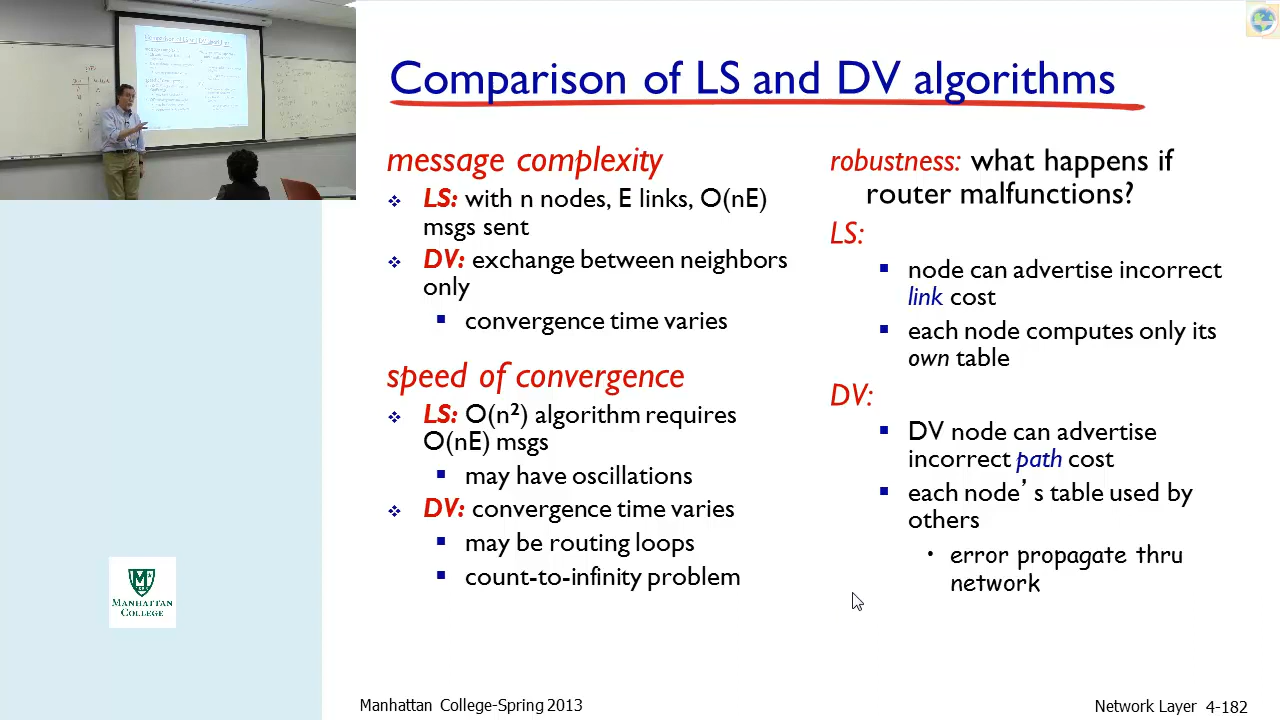 Comparison of LS and DV algorithms
message complexity
LS: with n nodes, E links, O(nE)
msgs sent
DV: exchange between neighbors
only
convergence time varies
speed of convergence
LS: O(n²) algorithm requires
O(nE) msgs
may have oscillations
DV: convergence time varies
may be routing loops
count-to-infinity problem
robustness: what happens if
router malfunctions?
LS:
node can advertise incorrect
link cost
each node computes only its
own table
DV:
DV node can advertise
incorrect path cost
each node’s table used by
others
error propagate thru
network
MANHATTAN
COLLEGE
Manhattan College-Spring 2013
Network Layer 4-182